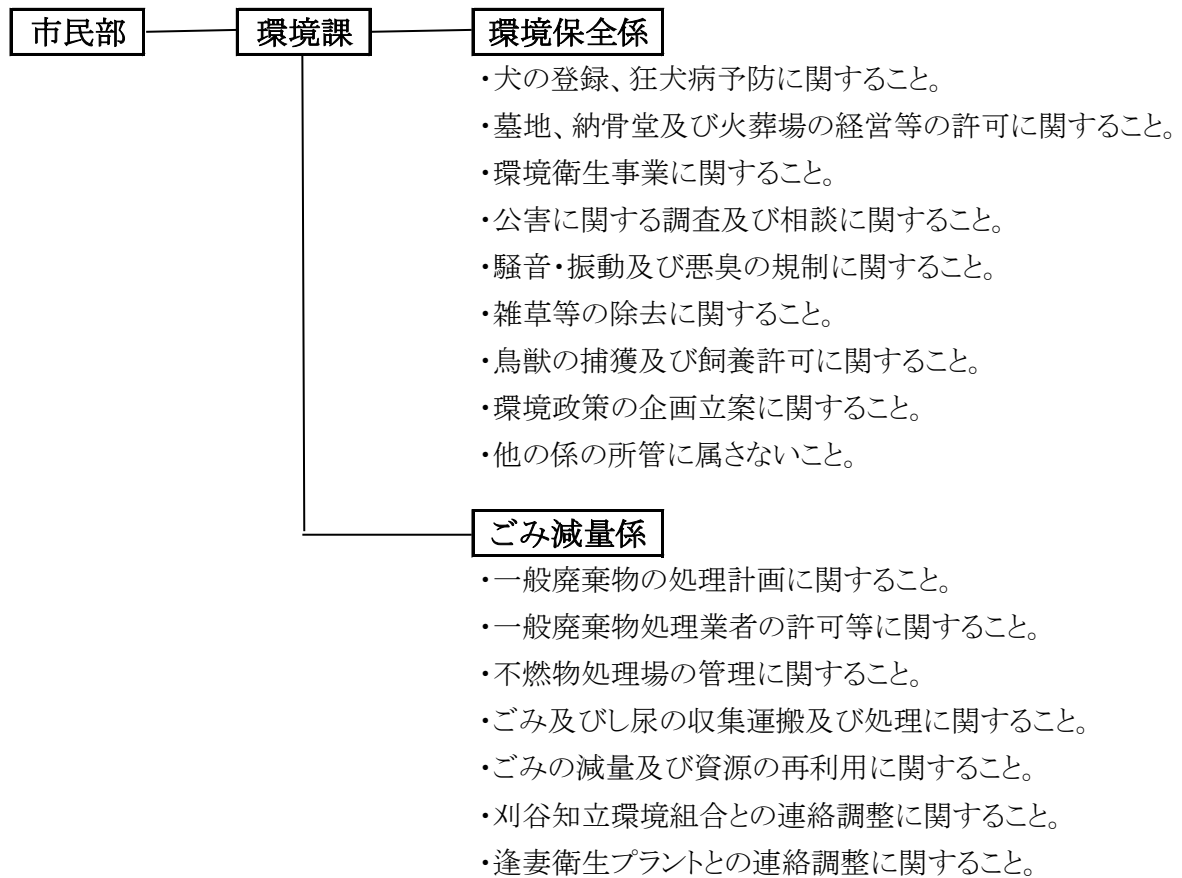 市民部 環境課 環境保全係
・犬の登録、狂犬病予防に関すること。
・墓地、納骨堂及び火葬場の経営等の許可に関すること。
・環境衛生事業に関すること。
・公害に関する調査及び相談に関すること。
・騒音・振動及び悪臭の規制に関すること。
・雑草等の除去に関すること。
・鳥獣の捕獲及び飼養許可に関すること。
・環境政策の企画立案に関すること。
・他の係の所管に属さないこと。
ごみ減量係
・一般廃棄物の処理計画に関すること。
・一般廃棄物処理業者の許可等に関すること。
・不燃物処理場の管理に関すること。
・ごみ及びし尿の収集運搬及び処理に関すること。
・ごみの減量及び資源の再利用に関すること。
・刈谷知立環境組合との連絡調整に関すること。
・逢妻衛生プラントとの連絡調整に関すること。